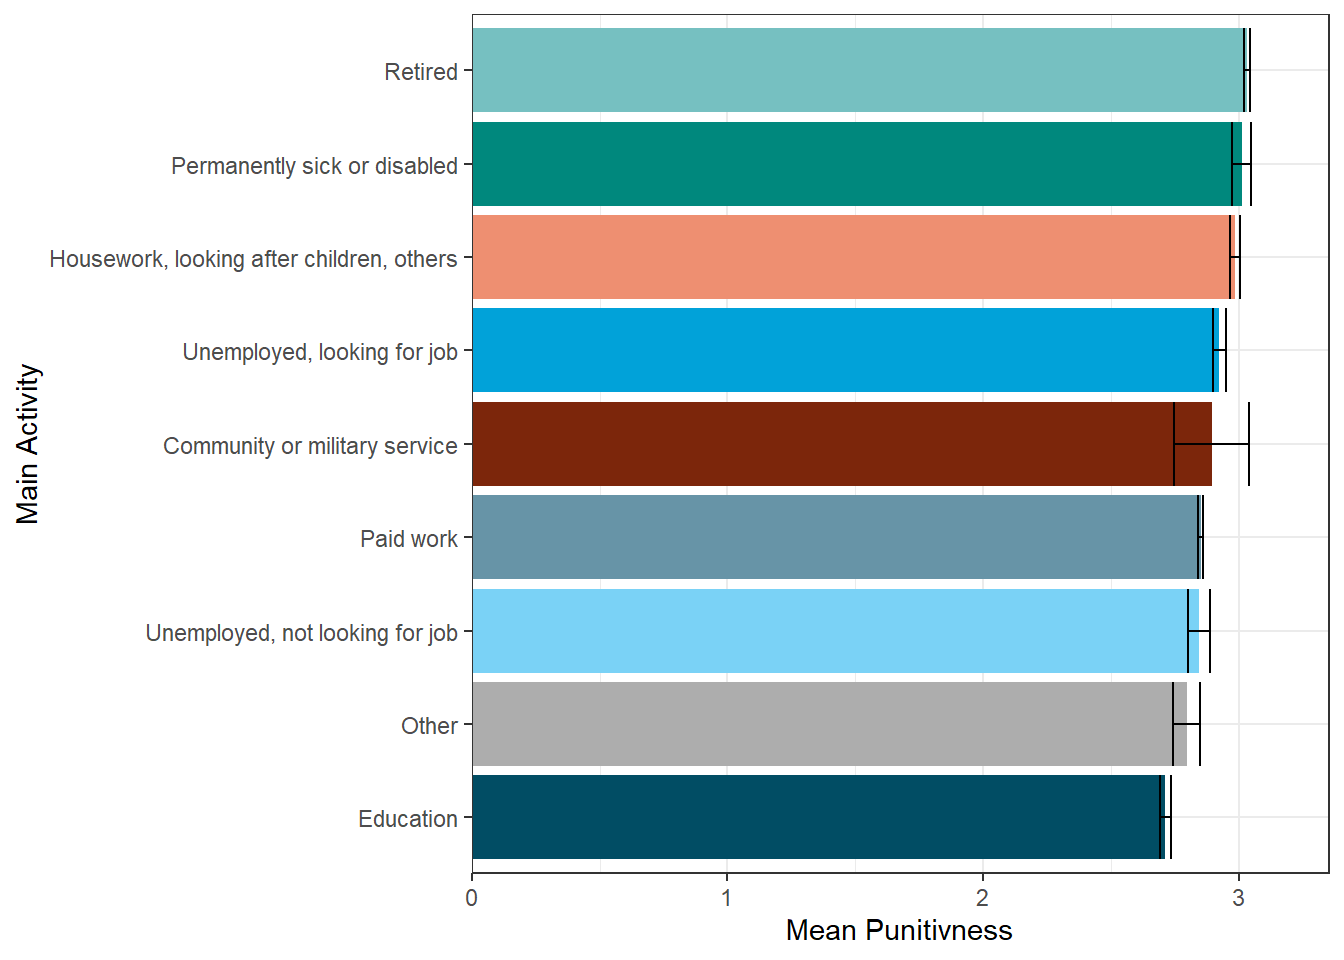 Retired
Permanently sick or disabled
Housework, looking after children, others
Unemployed, looking for job
Community or military service
Paid work
Unemployed, not looking for job
Other
Education
Main Activity
0 1 2 3
Mean Punitivness